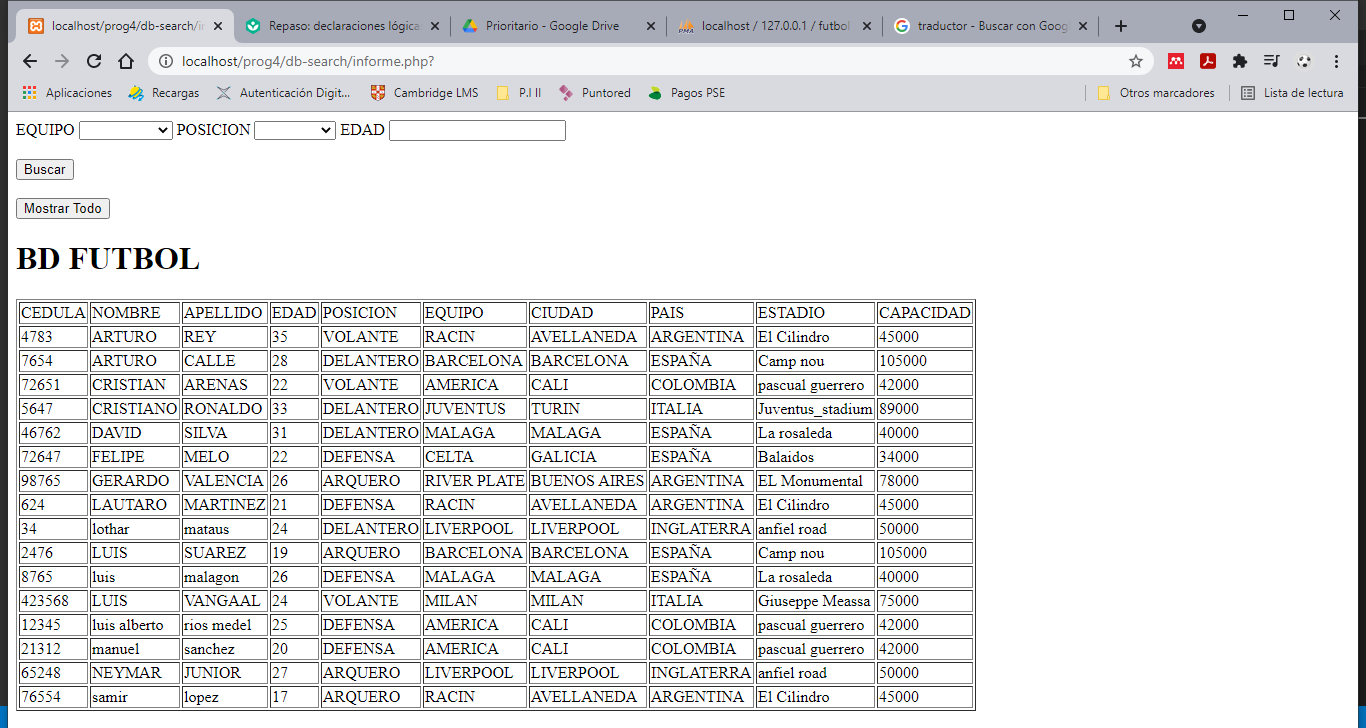 localhost/prog4/db-search/in
Repaso: declaraciones lógica
Prioritario - Google Drive
PMA
localhost / 127.0.0.1 / futbol
traductor - Buscar con Goog
localhost/prog4/db-search/informe.php?
Aplicaciones
Recargas
Autenticación Digit...
Cambridge LMS
P.I II
Puntored
Pagos PSE
Otros marcadores
Lista de lectura
EQUIPO POSICION EDAD
Buscar
Mostrar Todo
BD FUTBOL
CEDULA NOMBRE APELLIDO EDAD POSICION EQUIPO CIUDAD PAIS ESTADIO CAPACIDAD
4783 ARTURO REY 35 VOLANTE RACIN AVELLANEDA ARGENTINA El Cilindro 45000
7654 ARTURO CALLE 28 DELANTERO BARCELONA BARCELONA ESPAÑA Camp nou 105000
72651 CRISTIAN ARENAS 22 VOLANTE AMERICA CALI COLOMBIA pascual guerrero 42000
5647 CRISTIANO RONALDO 33 DELANTERO JUVENTUS TURIN ITALIA Juventus_stadium 89000
46762 DAVID SILVA 31 DELANTERO MALAGA MALAGA ESPAÑA La rosaleda 40000
72647 FELIPE MELO 22 DEFENSA CELTA GALICIA ESPAÑA Balaidos 34000
98765 GERARDO VALENCIA 26 ARQUERO RIVER PLATE BUENOS AIRES ARGENTINA EL Monumental 78000
624 LAUTARO MARTINEZ 21 DEFENSA RACIN AVELLANEDA ARGENTINA El Cilindro 45000
34 lothar mataus 24 DELANTERO LIVERPOOL LIVERPOOL INGLATERRA anfiel road 50000
2476 LUIS SUAREZ 19 ARQUERO BARCELONA BARCELONA ESPAÑA Camp nou 105000
8765 luis malagon 26 DEFENSA MALAGA MALAGA ESPAÑA La rosaleda 40000
423568 LUIS VANGAAL 24 VOLANTE MILAN MILAN ITALIA Giuseppe Meassa 75000
12345 luis alberto rios medel 25 DEFENSA AMERICA CALI COLOMBIA pascual guerrero 42000
21312 manuel sanchez 20 DEFENSA AMERICA CALI COLOMBIA pascual guerrero 42000
65248 NEYMAR JUNIOR 27 ARQUERO LIVERPOOL LIVERPOOL INGLATERRA anfiel road 50000
76554 samir lopez 17 ARQUERO RACIN AVELLANEDA ARGENTINA El Cilindro 45000